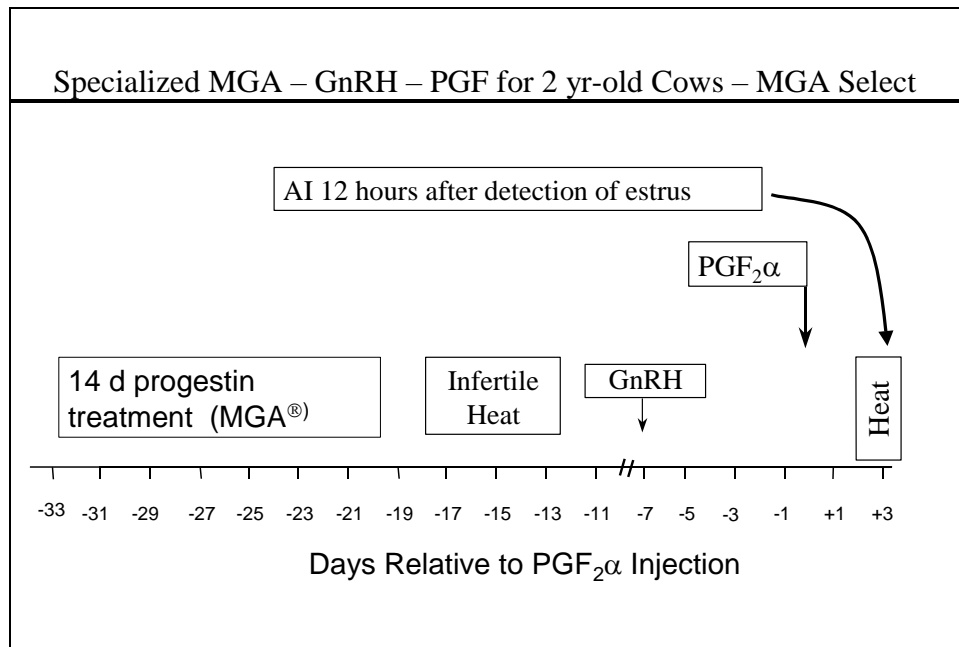 Specialized MGA – GnRH – PGF for 2 yr-old Cows – MGA Select
AI 12 hours after detection of estrus
PGF₂α
14 d progestin
treatment (MGA®)
Infertile
Heat
GnRH
Heat
-33 -31 -29 -27 -25 -23 -21 -19 -17 -15 -13 -11 -7 -5 -3 -1 +1 +3
Days Relative to PGF₂α Injection